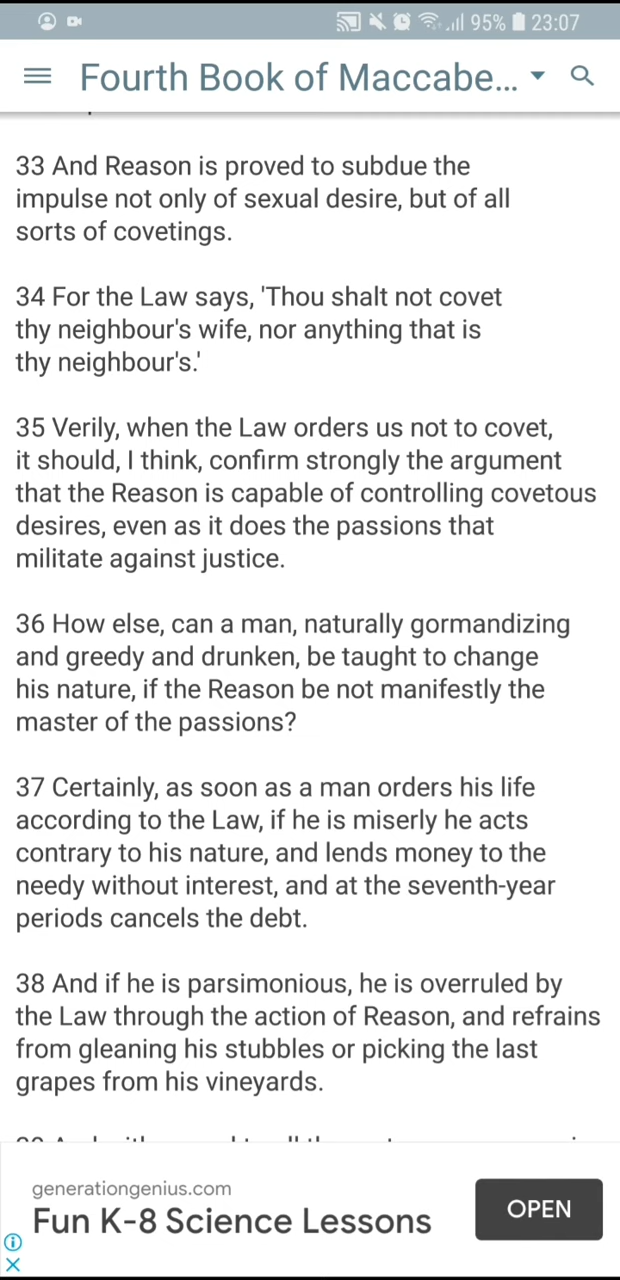 95% 23:07
Fourth Book of Maccabe...
33 And Reason is proved to subdue the
impulse not only of sexual desire, but of all
sorts of covetings.
34 For the Law says, 'Thou shalt not covet
thy neighbour's wife, nor anything that is
thy neighbour's.'
35 Verily, when the Law orders us not to covet,
it should, I think, confirm strongly the argument
that the Reason is capable of controlling covetous
desires, even as it does the passions that
militate against justice.
36 How else, can a man, naturally gormandizing
and greedy and drunken, be taught to change
his nature, if the Reason be not manifestly the
master of the passions?
37 Certainly, as soon as a man orders his life
according to the Law, if he is miserly he acts
contrary to his nature, and lends money to the
needy without interest, and at the seventh-year
periods cancels the debt.
38 And if he is parsimonious, he is overruled by
the Law through the action of Reason, and refrains
from gleaning his stubbles or picking the last
grapes from his vineyards.
generationgenius.com
Fun K-8 Science Lessons
OPEN